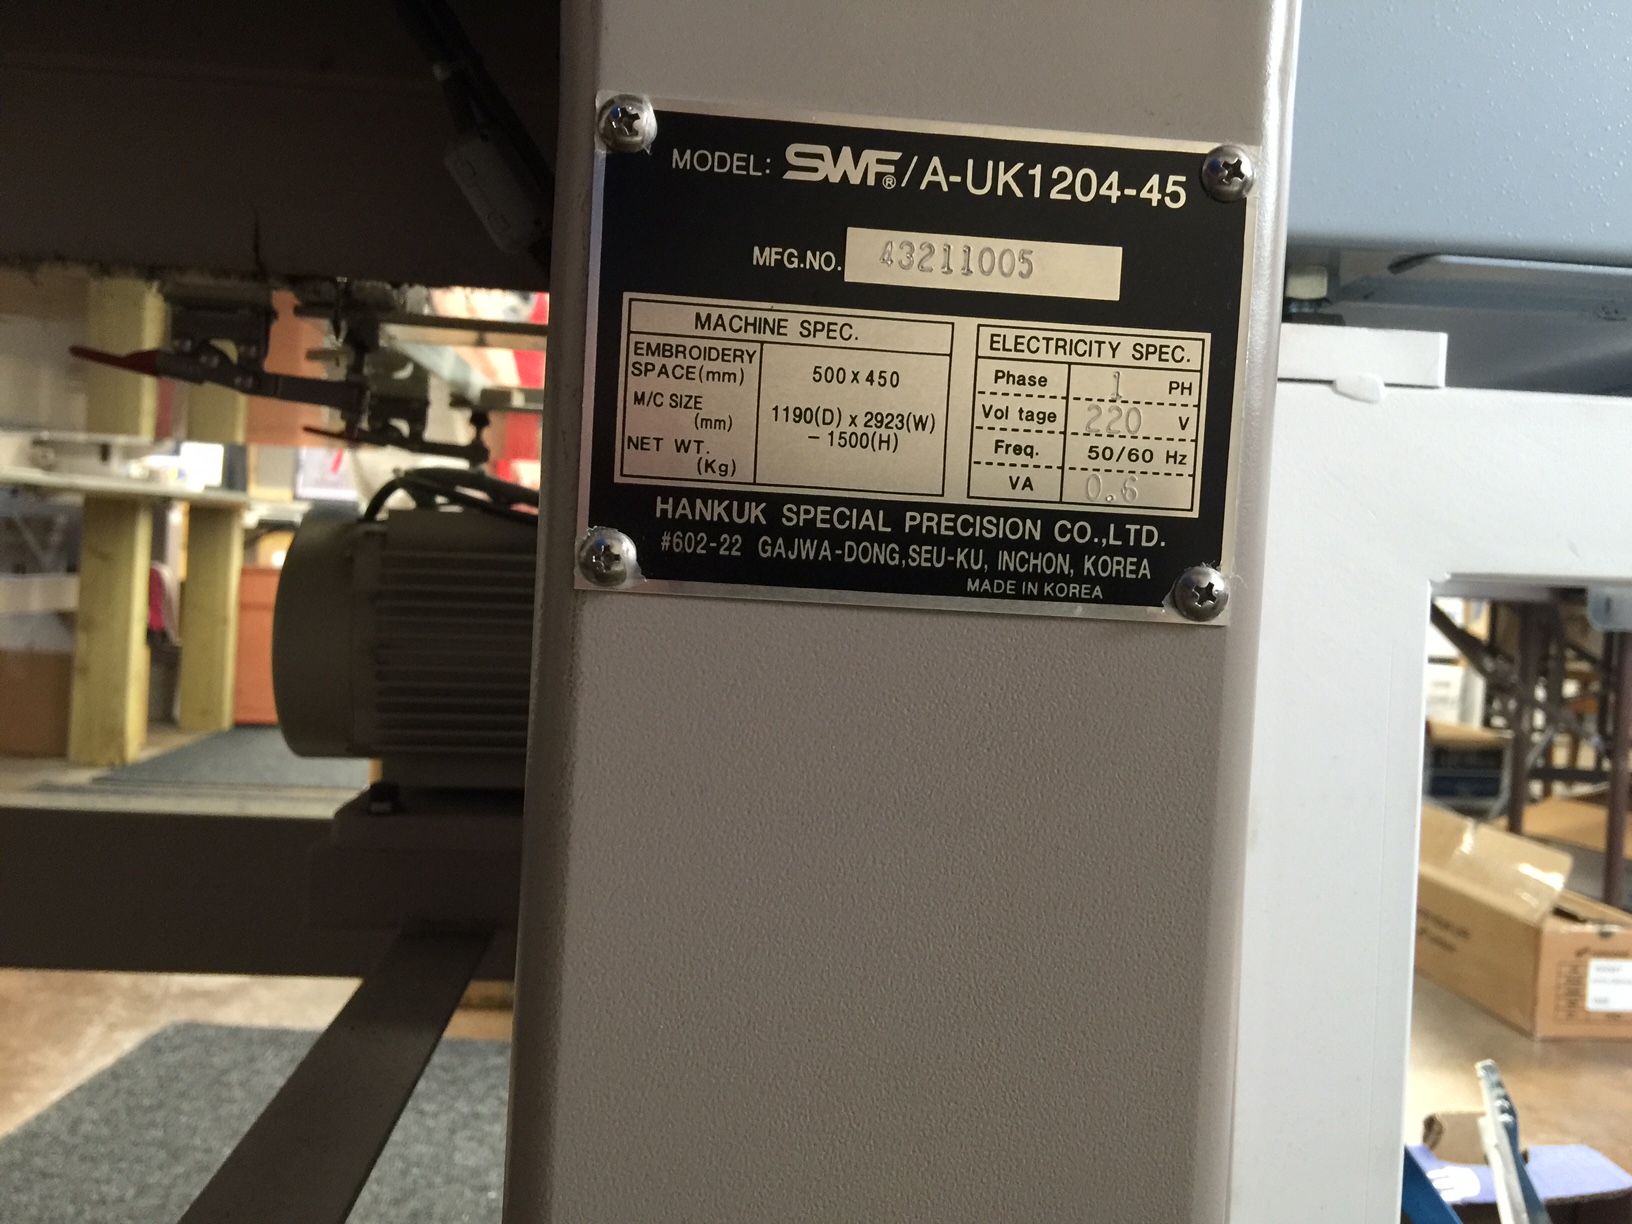 MODEL: SWF®/A-UK1204-45
MFG.NO. 43211005
MACHINE SPEC.
EMBROIDERY SPACE(mm) 500 x 450
M/C SIZE (mm) 1190(D) x 2923(W) - 1500(H)
NET WT. (Kg)
ELECTRICITY SPEC.
Phase 1 PH
Vol tage 220 V
Freq. 50/60 Hz
VA 0.6
HANKUK SPECIAL PRECISION CO.,LTD.
#602-22 GAJWA-DONG,SEU-KU, INCHON, KOREA
MADE IN KOREA